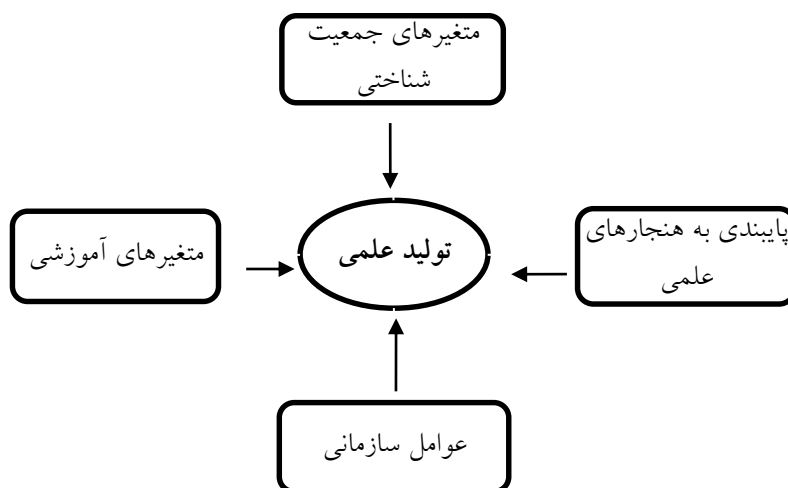 متغیرهای جمعیت
شناختی
پایبندی به هنجارهای
علمی
تولید علمی
متغیرهای آموزشی
عوامل سازمانی